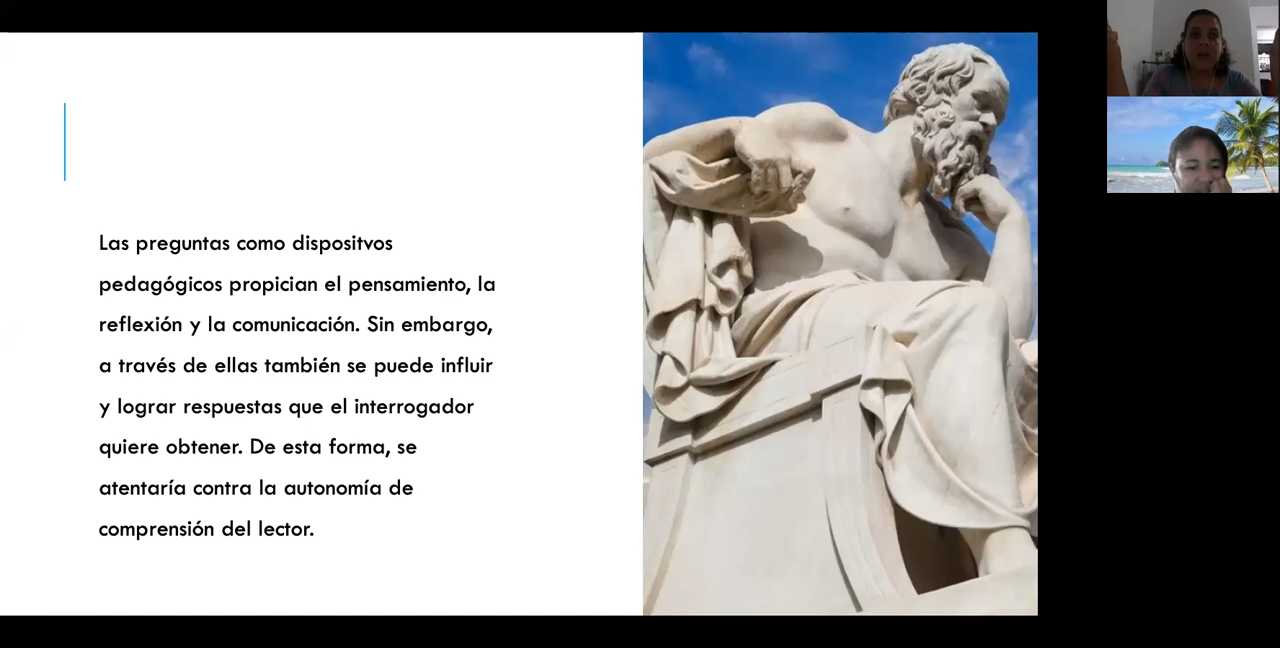 Las preguntas como dispositvos
pedagógicos propician el pensamiento, la
reflexión y la comunicación. Sin embargo,
a través de ellas también se puede influir
y lograr respuestas que el interrogador
quiere obtener. De esta forma, se
atentaría contra la autonomía de
comprensión del lector.